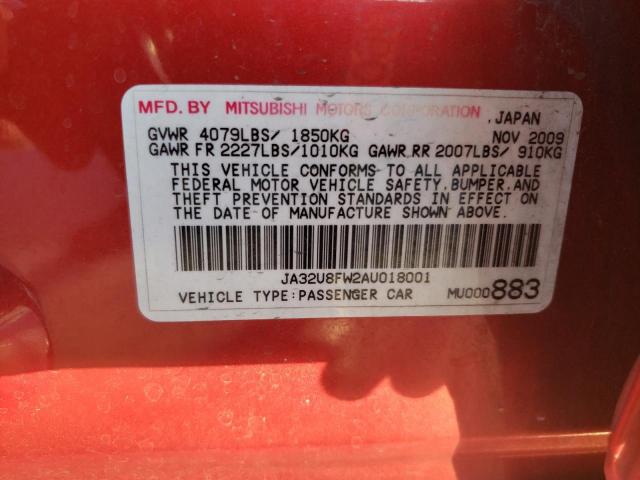 MFD. BY MITSUBISHI MOTORS CORPORATION, JAPAN
GVWR 4079LBS/ 1850KG NOV 2009
GAWR FR 2227LBS/1010KG GAWR RR 2007LBS/ 910KG
THIS VEHICLE CONFORMS TO ALL APPLICABLE
FEDERAL MOTOR VEHICLE SAFETY, BUMPER, AND
THEFT PREVENTION STANDARDS IN EFFECT ON
THE DATE OF MANUFACTURE SHOWN ABOVE.
JA32U8FW2AU018001
VEHICLE TYPE:PASSENGER CAR MU000883